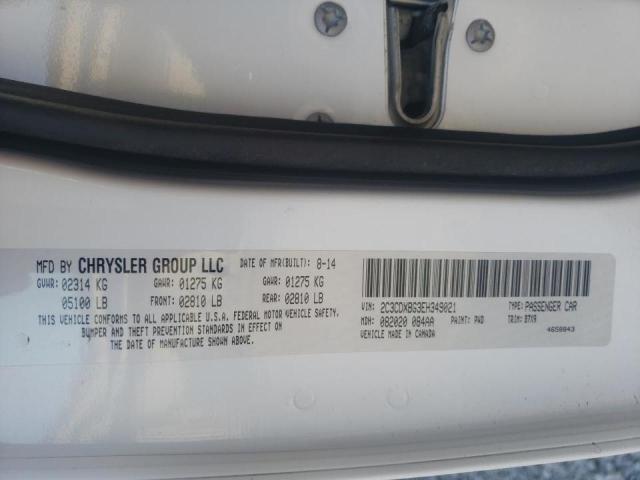 MFD BY CHRYSLER GROUP LLC DATE OF MFR(BUILT): 8-14
GVWR: 02314 KG GAWR: 01275 KG GAWR: 01275 KG
05100 LB FRONT: 02810 LB REAR: 02810 LB
THIS VEHICLE CONFORMS TO ALL APPLICABLE U.S.A. FEDERAL MOTOR VEHICLE SAFETY,
BUMPER AND THEFT PREVENTION STANDARDS IN EFFECT ON THE
DATE OF MANUFACTURE SHOWN ABOVE.
VIN: 2C3CDXBG3EH349021 TYPE: PASSENGER CAR
MDH: 082020 084AA PAINT: PWD TRIM: B7X9
VEHICLE MADE IN CANADA 4658843